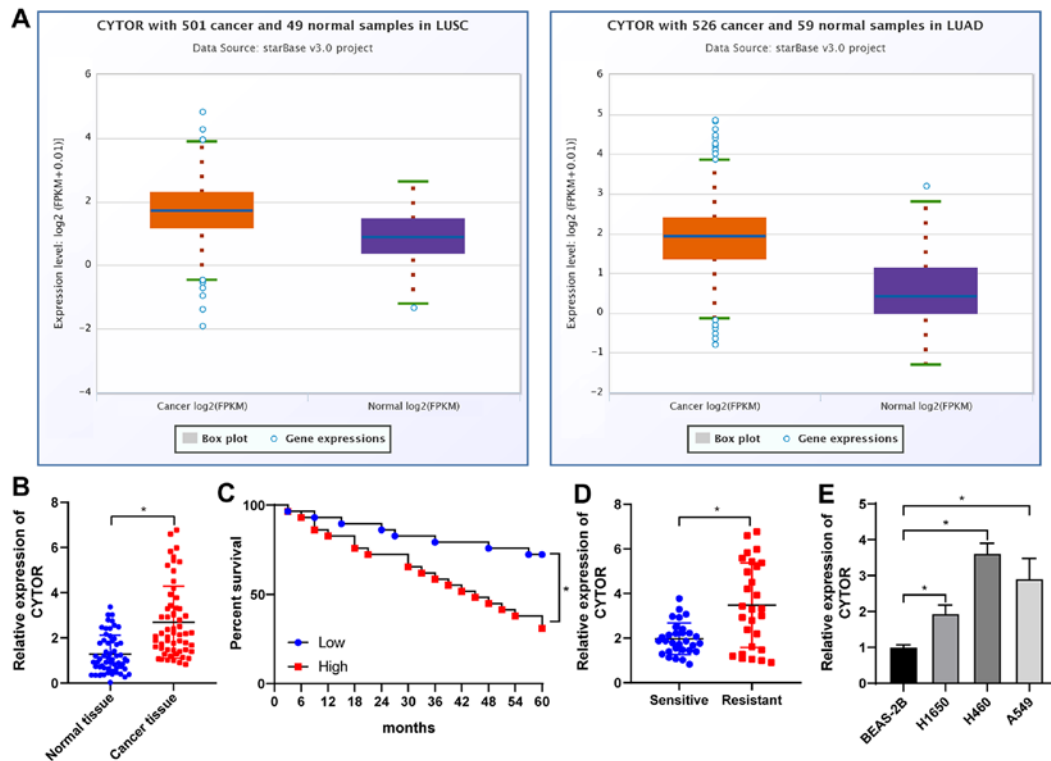 A
CYTOR with 501 cancer and 49 normal samples in LUSC
Data Source: starBase v3.0 project
Expression level: log2 (FPKM+0.01)]
6
4
2
0
-2
-4
Cancer log2(FPKM)
Normal log2(FPKM)
Box plot
Gene expressions
CYTOR with 526 cancer and 59 normal samples in LUAD
Data Source: starBase v3.0 project
Expression level: log2 (FPKM+0.01)]
6
5
4
3
2
1
0
-1
-2
Cancer log2(FPKM)
Normal log2(FPKM)
Box plot
Gene expressions
B
Relative expression of
CYTOR
8
6
4
2
0
*
Normal tissue
Cancer tissue
C
Percent survival
100
50
0
Low
High
*
0 6 12 18 24 30 36 42 48 54 60
months
D
Relative expression of
CYTOR
8
6
4
2
0
*
Sensitive
Resistant
E
Relative expression of
CYTOR
5
4
3
2
1
0
*
*
*
BEAS-2B
H1650
H460
A549